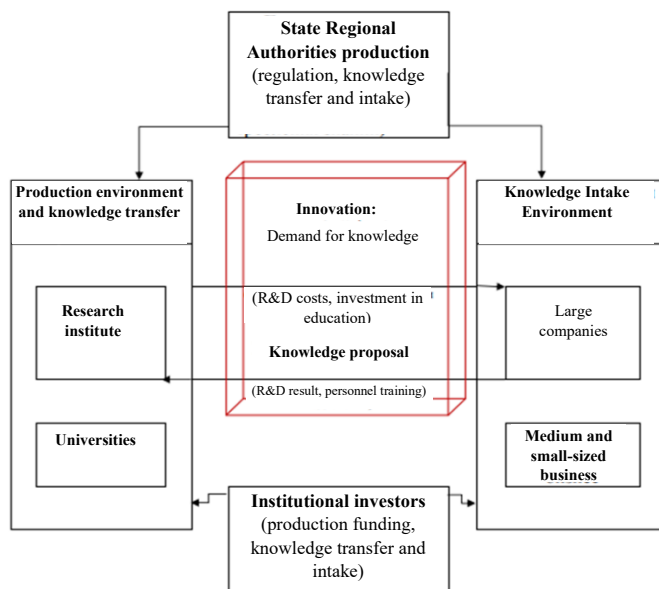 State Regional
Authorities production
(regulation, knowledge
transfer and intake)
Production environment
and knowledge transfer
Innovation:
Demand for knowledge
Knowledge Intake
Environment
Research
institute
(R&D costs, investment in
education)
Large
companies
Knowledge proposal
(R&D result, personnel training)
Universities
Medium and
small-sized
business
Institutional investors
(production funding,
knowledge transfer and
intake)